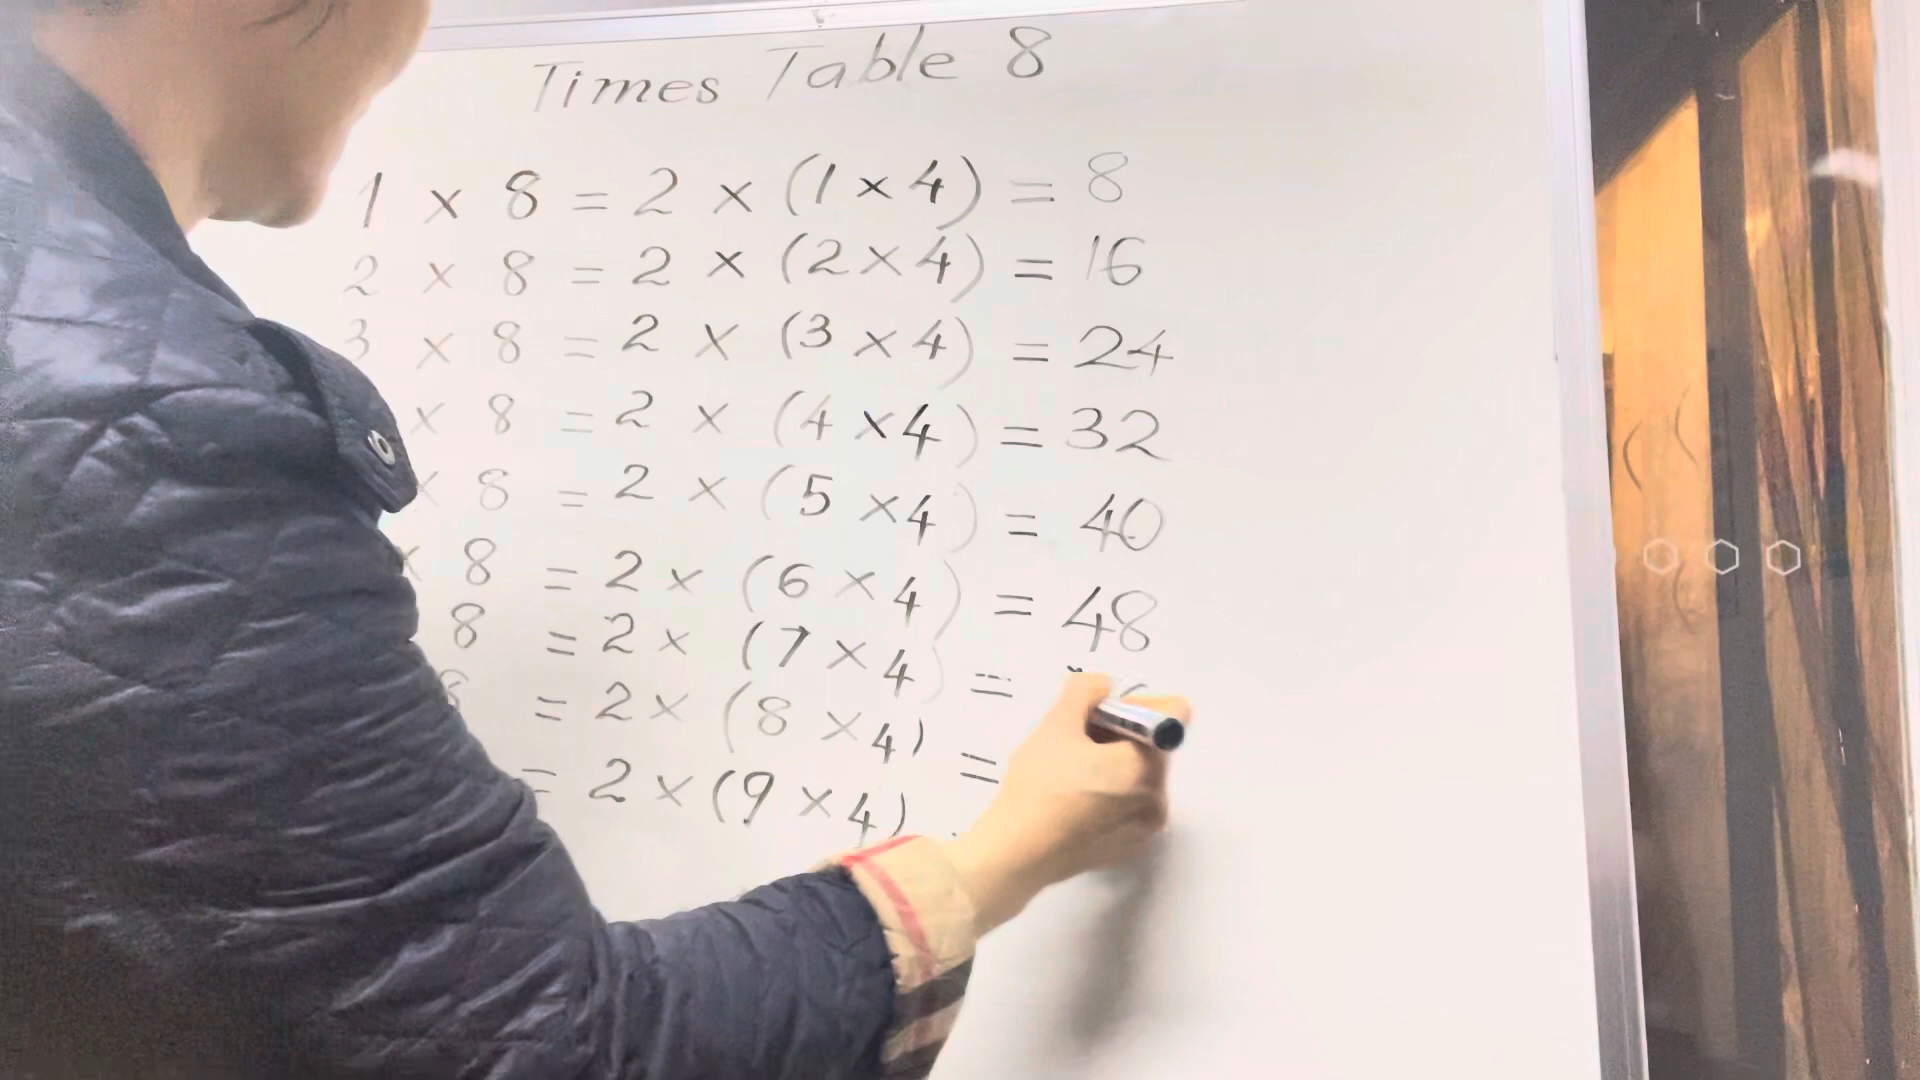 Times Table 8
1 × 8 = 2 × (1 × 4) = 8
2 × 8 = 2 × (2 × 4) = 16
3 × 8 = 2 × (3 × 4) = 24
× 8 = 2 × (4 × 4) = 32
× 8 = 2 × (5 × 4) = 40
× 8 = 2 × (6 × 4) = 48
8 = 2 × (7 × 4) =
8 = 2 × (8 × 4) =
= 2 × (9 × 4)